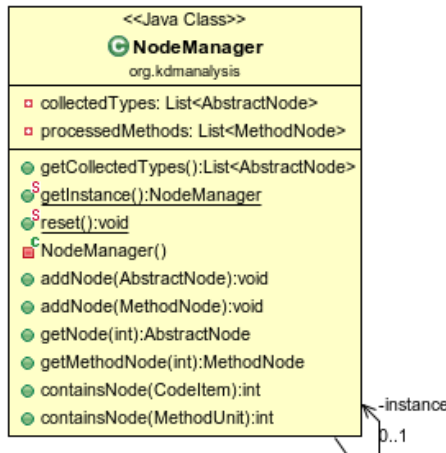 <<Java Class>>
C NodeManager
org.kdmanalysis
collectedTypes: List<AbstractNode>
processedMethods: List<MethodNode>
getCollectedTypes():List<AbstractNode>
S getInstance():NodeManager
S reset():void
C NodeManager()
addNode(AbstractNode):void
addNode(MethodNode):void
getNode(int):AbstractNode
getMethodNode(int):MethodNode
containsNode(CodeItem):int
containsNode(MethodUnit):int
-instance
0..1